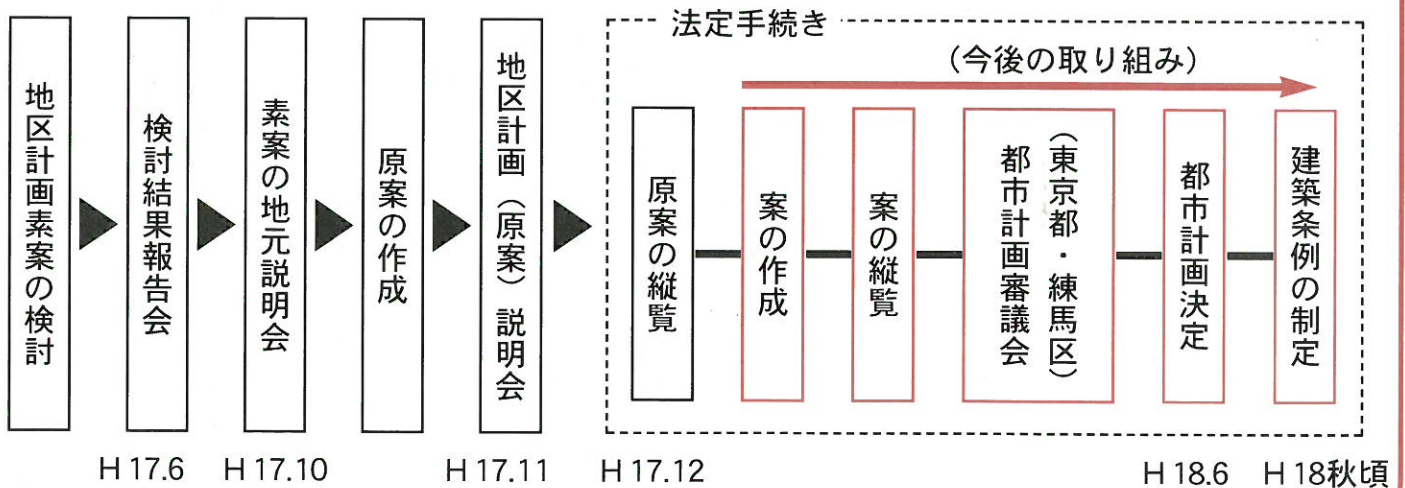 法定手続き
(今後の取り組み)
地区計画素案の検討
検討結果報告会
素案の地元説明会
原案の作成
地区計画（原案）説明会
原案の縦覧
案の作成
案の縦覧
（東京都・練馬区）
都市計画審議会
都市計画決定
建築条例の制定
H 17.6
H 17.10
H 17.11
H 17.12
H 18.6
H 18秋頃